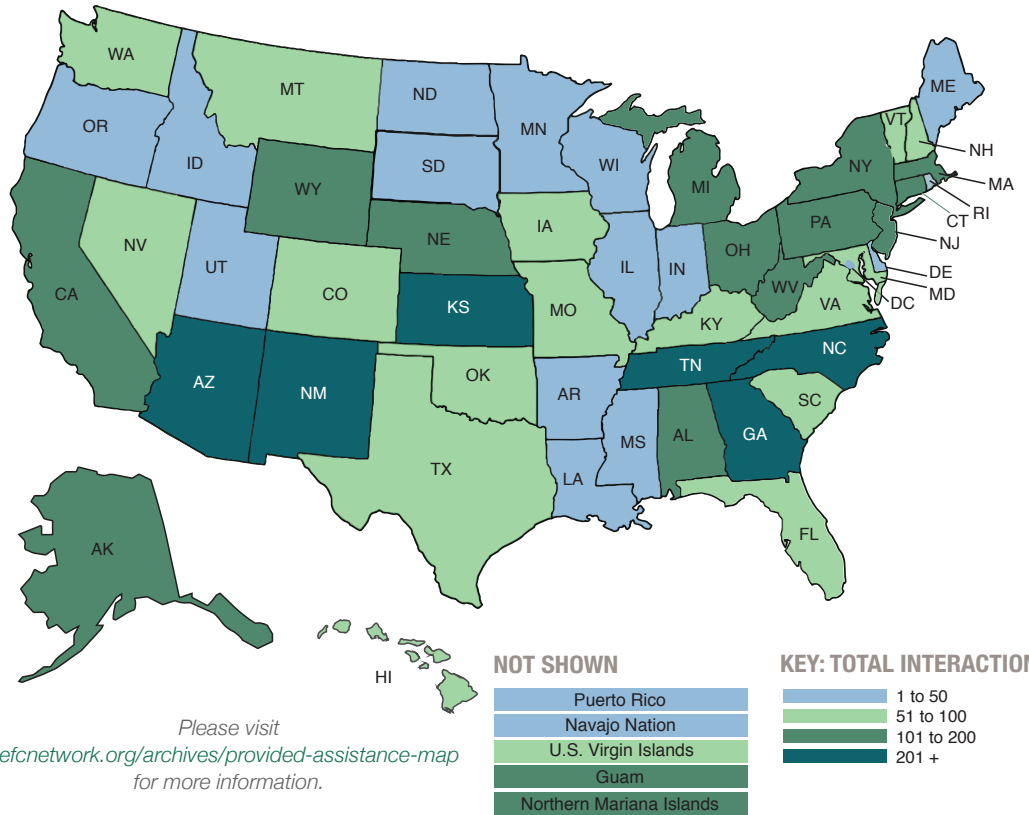 WA
MT
ND
MN
ME
OR
ID
SD
WI
VT
NH
NY
MA
WY
MI
RI
CT
NE
IA
PA
NJ
NV
UT
IL
IN
OH
DE
MD
CA
CO
WV
DC
KS
MO
VA
KY
AZ
NM
OK
TN
NC
AR
SC
MS
AL
GA
TX
LA
FL
AK
HI
Please visit
efcnetwork.org/archives/provided-assistance-map
for more information.
NOT SHOWN
Puerto Rico
Navajo Nation
U.S. Virgin Islands
Guam
Northern Mariana Islands
KEY: TOTAL INTERACTION
1 to 50
51 to 100
101 to 200
201 +